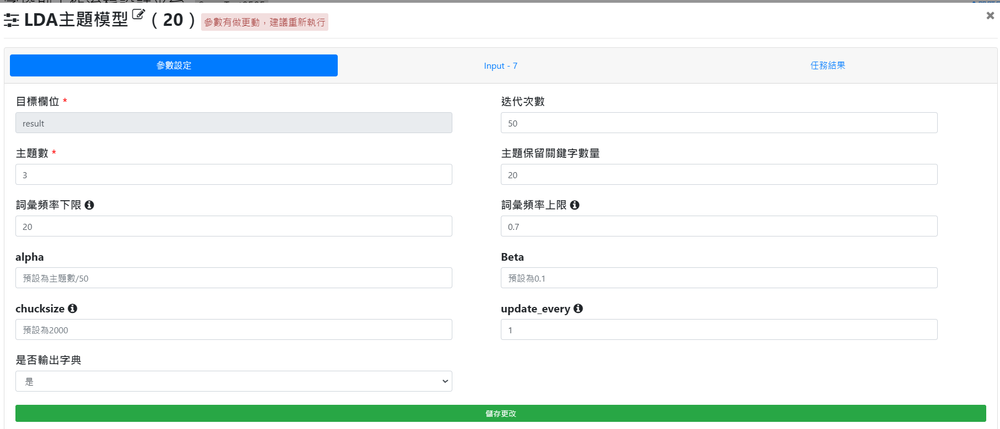 LDA主題模型 ( 20 ) 參數有做更動，建議重新執行
參數設定
Input - 7
任務結果
目標欄位 *
迭代次數
result
50
主題數 *
主題保留關鍵字數量
3
20
詞彙頻率下限
詞彙頻率上限
20
0.7
alpha
Beta
預設為主題數/50
預設為0.1
chucksize
update_every
預設為2000
1
是否輸出字典
是
儲存更改